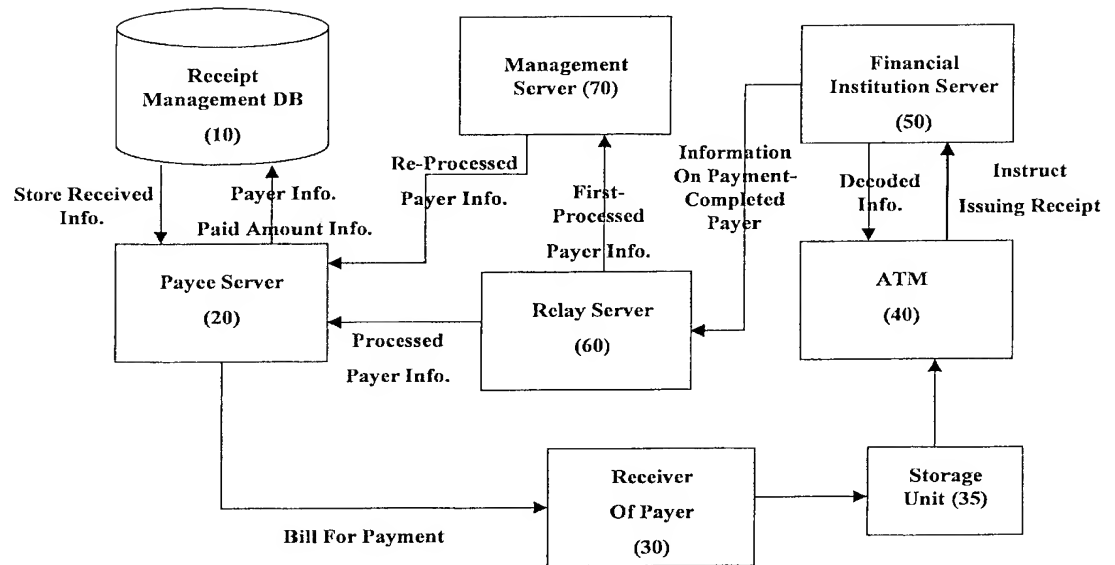 Receipt
Management DB
(10)
Management
Server (70)
Financial
Institution Server
(50)
Store Received
Info.
Payer Info.
Paid Amount Info.
Re-Processed
Payer Info.
First-
Processed
Payer Info.
Information
On Payment-
Completed
Payer
Decoded
Info.
Instruct
Issuing Receipt
Payee Server
(20)
Relay Server
(60)
ATM
(40)
Processed
Payer Info.
Bill For Payment
Receiver
Of Payer
(30)
Storage
Unit (35)